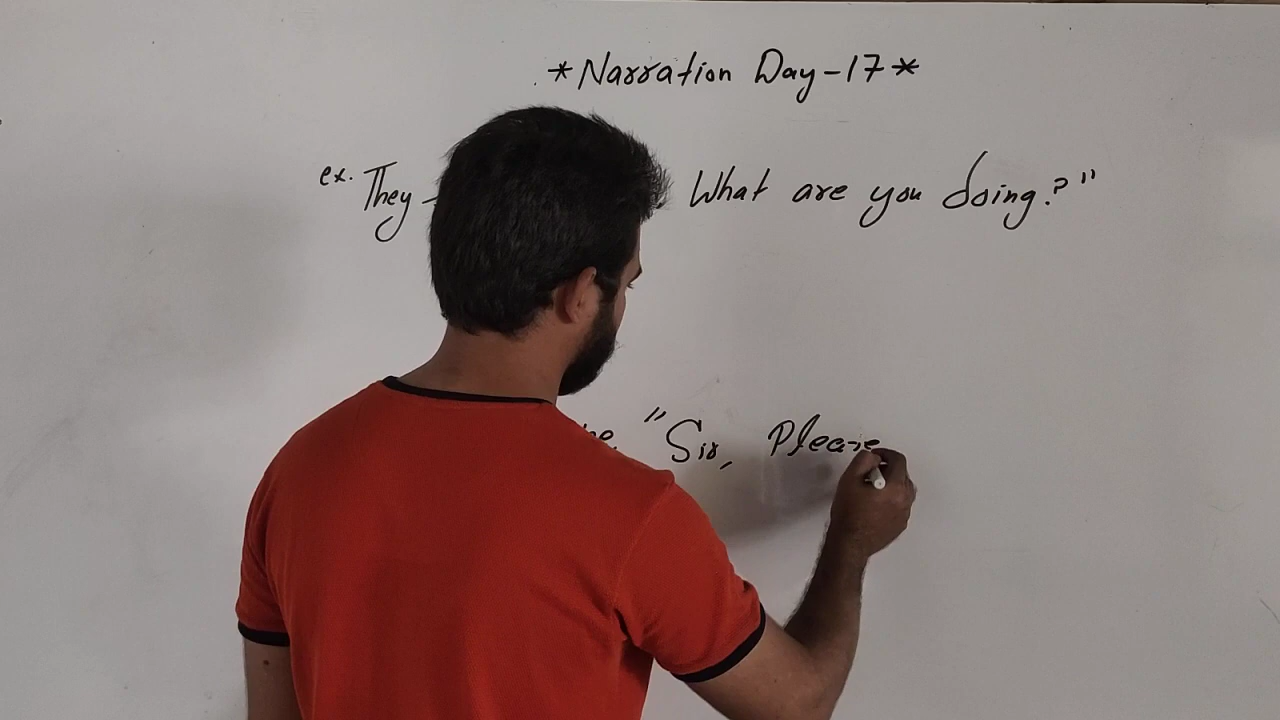 *Narration Day-17*
ex. They What are you doing?"
"Sir, Please